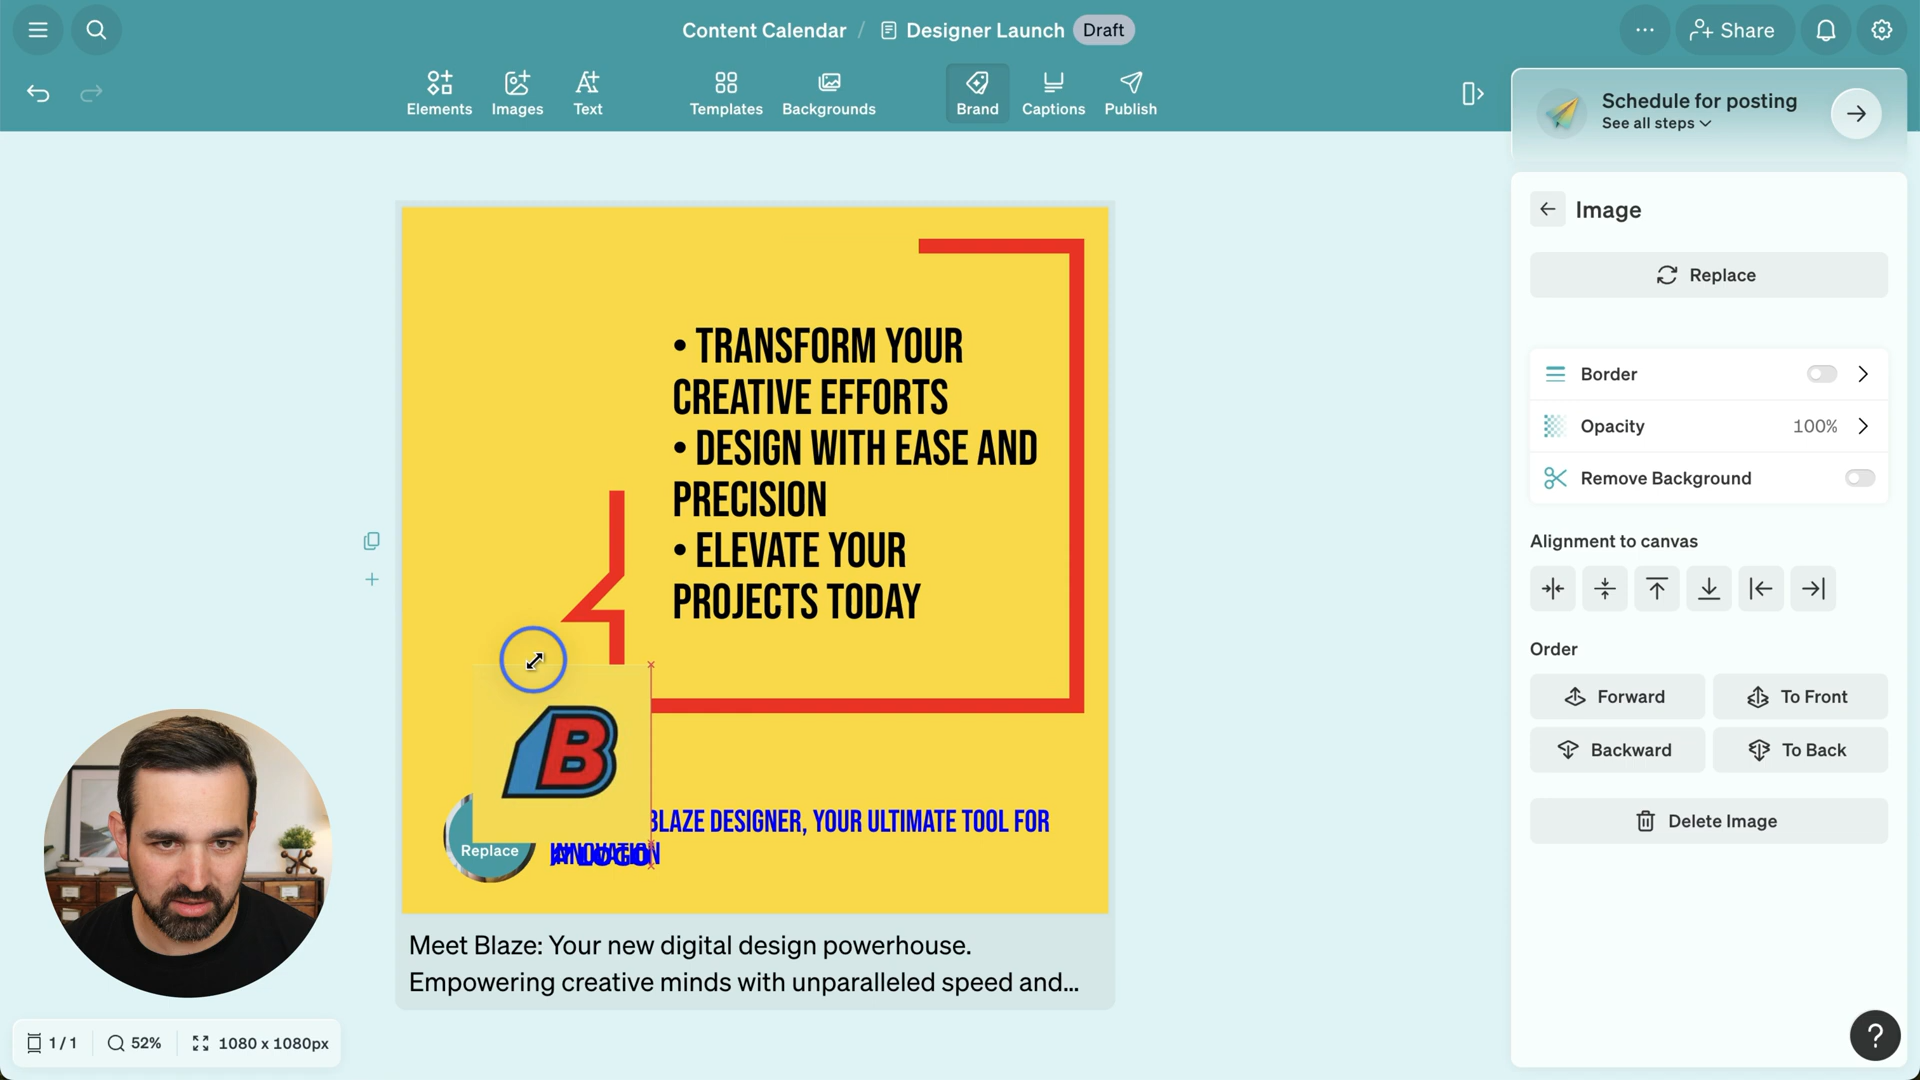 Content Calendar / Designer Launch Draft
Share
Elements Images Text Templates Backgrounds Brand Captions Publish
Schedule for posting
See all steps
Image
Replace
Border
Opacity 100%
Remove Background
Alignment to canvas
Order
Forward To Front
Backward To Back
Delete Image
• TRANSFORM YOUR
CREATIVE EFFORTS
• DESIGN WITH EASE AND
PRECISION
• ELEVATE YOUR
PROJECTS TODAY
B
BLAZE DESIGNER, YOUR ULTIMATE TOOL FOR
Replace
LOGO
Meet Blaze: Your new digital design powerhouse.
Empowering creative minds with unparalleled speed and...
1 / 1 52% 1080 x 1080px
?